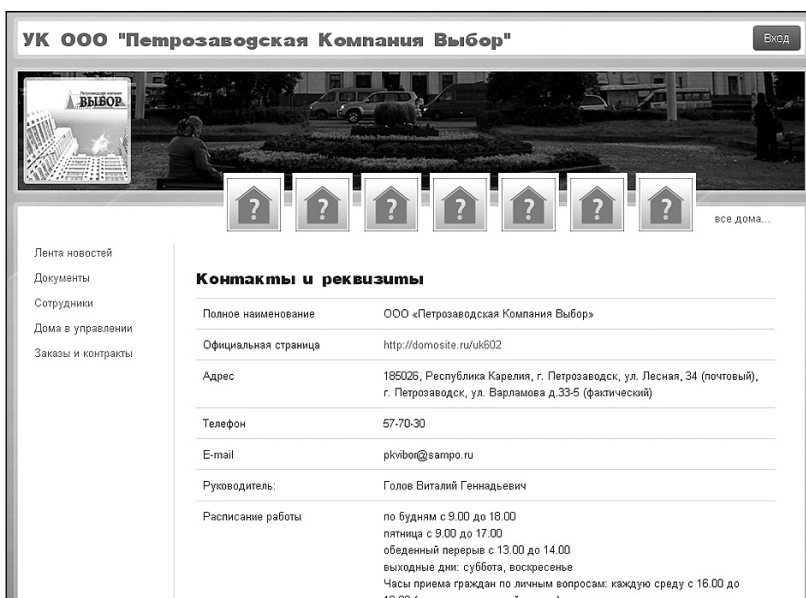 УК ООО "Петрозаводская Компания Выбор"
Вход
Петрозаводская компания
ВЫБОР
? ? ? ? ? ? ?
все дома...
Лента новостей
Документы
Сотрудники
Дома в управлении
Заказы и контракты
Контакты и реквизиты
Полное наименование ООО «Петрозаводская Компания Выбор»
Официальная страница http://domosite.ru/uk602
Адрес 185026, Республика Карелия, г. Петрозаводск, ул. Лесная, 34 (почтовый),
г. Петрозаводск, ул. Варламова д.33-5 (фактический)
Телефон 57-70-30
E-mail pkvibor@sampo.ru
Руководитель: Голов Виталий Геннадьевич
Расписание работы по будням с 9.00 до 18.00
пятница с 9.00 до 17.00
обеденный перерыв с 13.00 до 14.00
выходные дни: суббота, воскресенье
Часы приема граждан по личным вопросам: каждую среду с 16.00 до